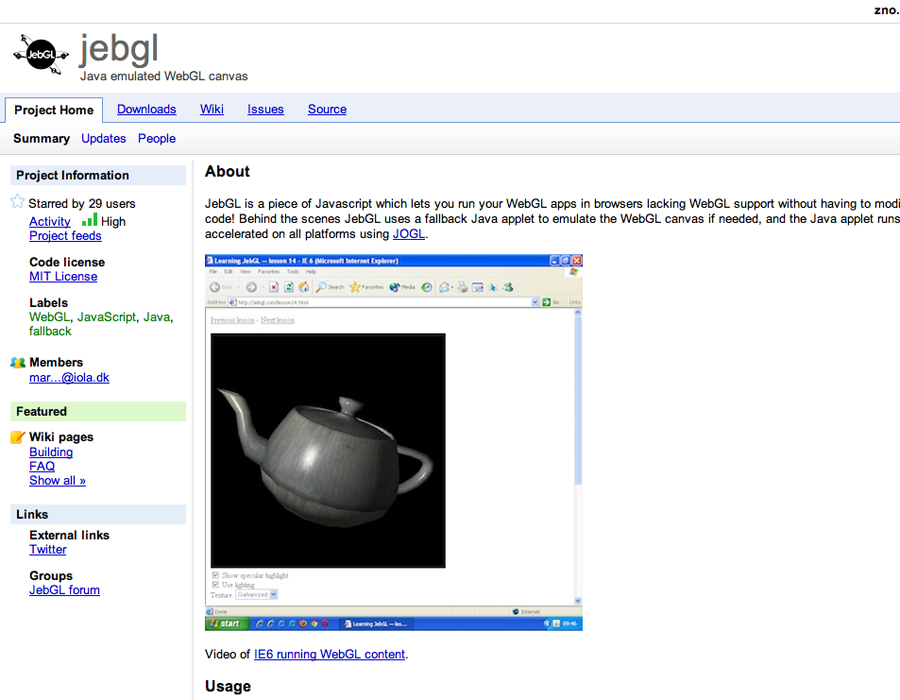 zno.
JebGL
jebgl
Java emulated WebGL canvas
Project Home Downloads Wiki Issues Source
Summary Updates People
Project Information
Starred by 29 users
Activity High
Project feeds
Code license
MIT License
Labels
WebGL, JavaScript, Java,
fallback
Members
mar...@iola.dk
Featured
Wiki pages
Building
FAQ
Show all »
Links
External links
Twitter
Groups
JebGL forum
About
JebGL is a piece of Javascript which lets you run your WebGL apps in browsers lacking WebGL support without having to modi
code! Behind the scenes JebGL uses a fallback Java applet to emulate the WebGL canvas if needed, and the Java applet runs
accelerated on all platforms using JOGL.
Learning JebGL -- lesson 14 - IE 6 (Microsoft Internet Explorer)
File Edit View Favorites Tools Help
Back Search Favorites Media
Address http://jebgl.com/lesson14.html Go Links
Previous lesson - Next lesson
Show specular highlight
Use lighting
Texture: Galvanized
Done Internet
start Learning JebGL -- les... 09:46
Video of IE6 running WebGL content.
Usage